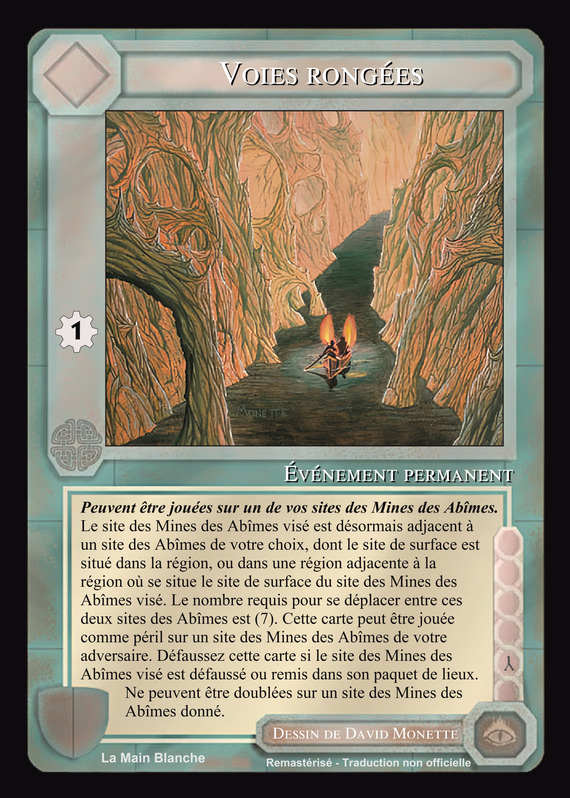 Voies rongées
1
MONETTE
Événement permanent
Peuvent être jouées sur un de vos sites des Mines des Abîmes.
Le site des Mines des Abîmes visé est désormais adjacent à
un site des Abîmes de votre choix, dont le site de surface est
situé dans la région, ou dans une région adjacente à la
région où se situe le site de surface du site des Mines des
Abîmes visé. Le nombre requis pour se déplacer entre ces
deux sites des Abîmes est (7). Cette carte peut être jouée
comme péril sur un site des Mines des Abîmes de votre
adversaire. Défaussez cette carte si le site des Mines des
Abîmes visé est défaussé ou remis dans son paquet de lieux.
Ne peuvent être doublées sur un site des Mines des
Abîmes donné.
Dessin de David Monette
La Main Blanche
Remastérisé - Traduction non officielle